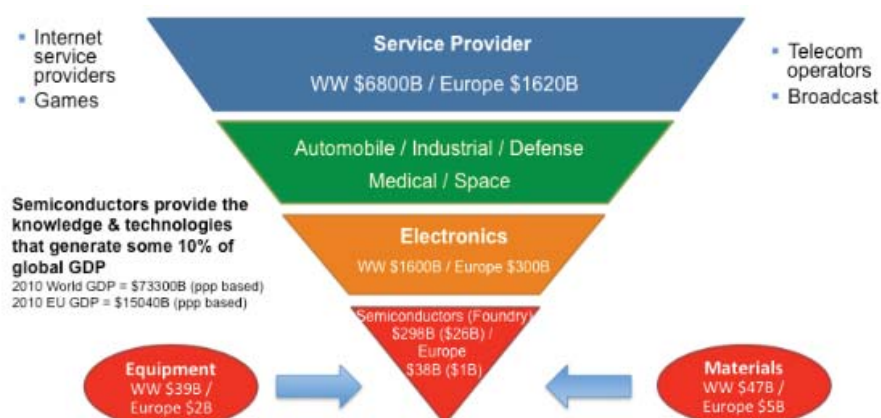 Internet
service
providers
Games
Service Provider
WW $6800B / Europe $1620B
Telecom
operators
Broadcast
Automobile / Industrial / Defense
Medical / Space
Semiconductors provide the
knowledge & technologies
that generate some 10% of
global GDP
2010 World GDP = $73300B (ppp based)
2010 EU GDP = $15040B (ppp based)
Electronics
WW $1600B / Europe $300B
Semiconductors (Foundry)
$298B ($26B) /
Europe
$38B ($1B)
Equipment
WW $39B /
Europe $2B
Materials
WW $47B /
Europe $5B